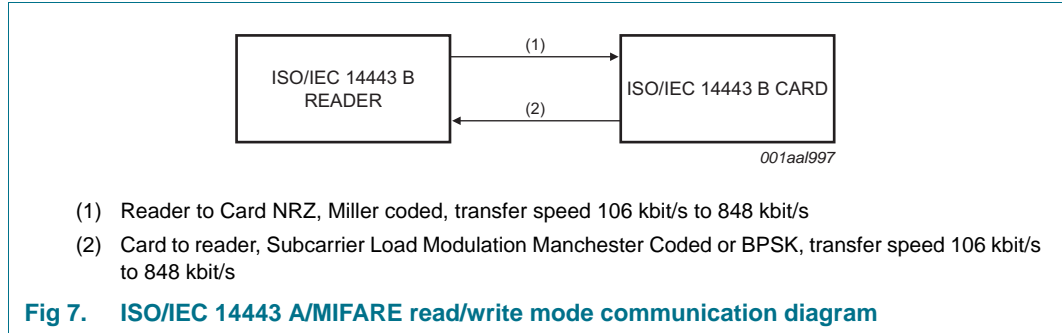 (1)
ISO/IEC 14443 B
READER
ISO/IEC 14443 B CARD
(2)
001aal997
(1) Reader to Card NRZ, Miller coded, transfer speed 106 kbit/s to 848 kbit/s
(2) Card to reader, Subcarrier Load Modulation Manchester Coded or BPSK, transfer speed 106 kbit/s
to 848 kbit/s
Fig 7. ISO/IEC 14443 A/MIFARE read/write mode communication diagram